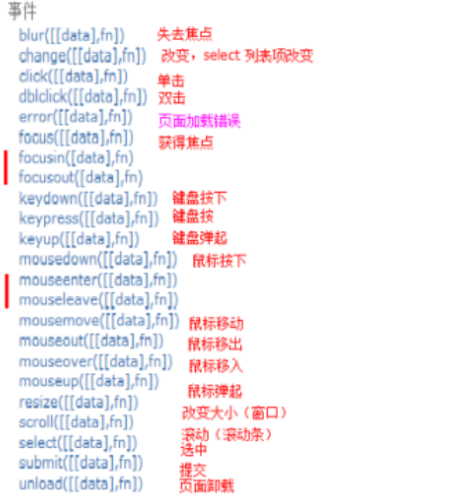 事件
blur([[data],fn]) 失去焦点
change([[data],fn]) 改变，select 列表项改变
click([[data],fn]) 单击
dblclick([[data],fn]) 双击
error([[data],fn]) 页面加载错误
focus([[data],fn]) 获得焦点
focusin([data],fn)
focusout([data],fn)
keydown([[data],fn]) 键盘按下
keypress([[data],fn]) 键盘按
keyup([[data],fn]) 键盘弹起
mousedown([[data],fn]) 鼠标按下
mouseenter([[data],fn])
mouseleave([[data],fn])
mousemove([[data],fn]) 鼠标移动
mouseout([[data],fn]) 鼠标移出
mouseover([[data],fn]) 鼠标移入
mouseup([[data],fn]) 鼠标弹起
resize([[data],fn]) 改变大小（窗口）
scroll([[data],fn]) 滚动（滚动条）
select([[data],fn]) 选中
submit([[data],fn]) 提交
unload([[data],fn]) 页面卸载